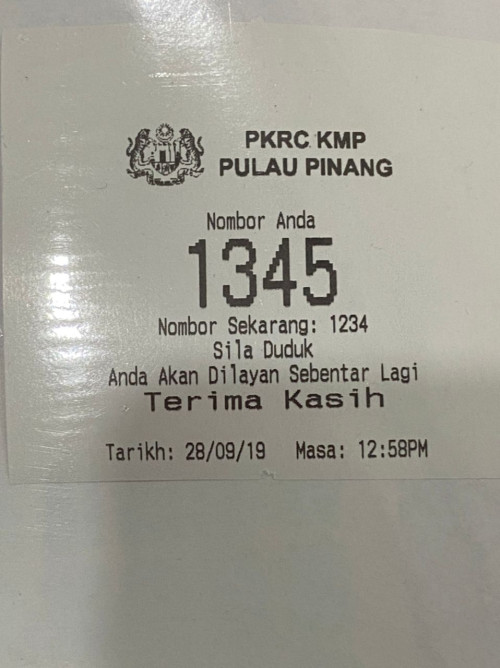 PKRC KMP
PULAU PINANG
Nombor Anda
1345
Nombor Sekarang: 1234
Sila Duduk
Anda Akan Dilayan Sebentar Lagi
Terima Kasih
Tarikh: 28/09/19 Masa: 12:58PM